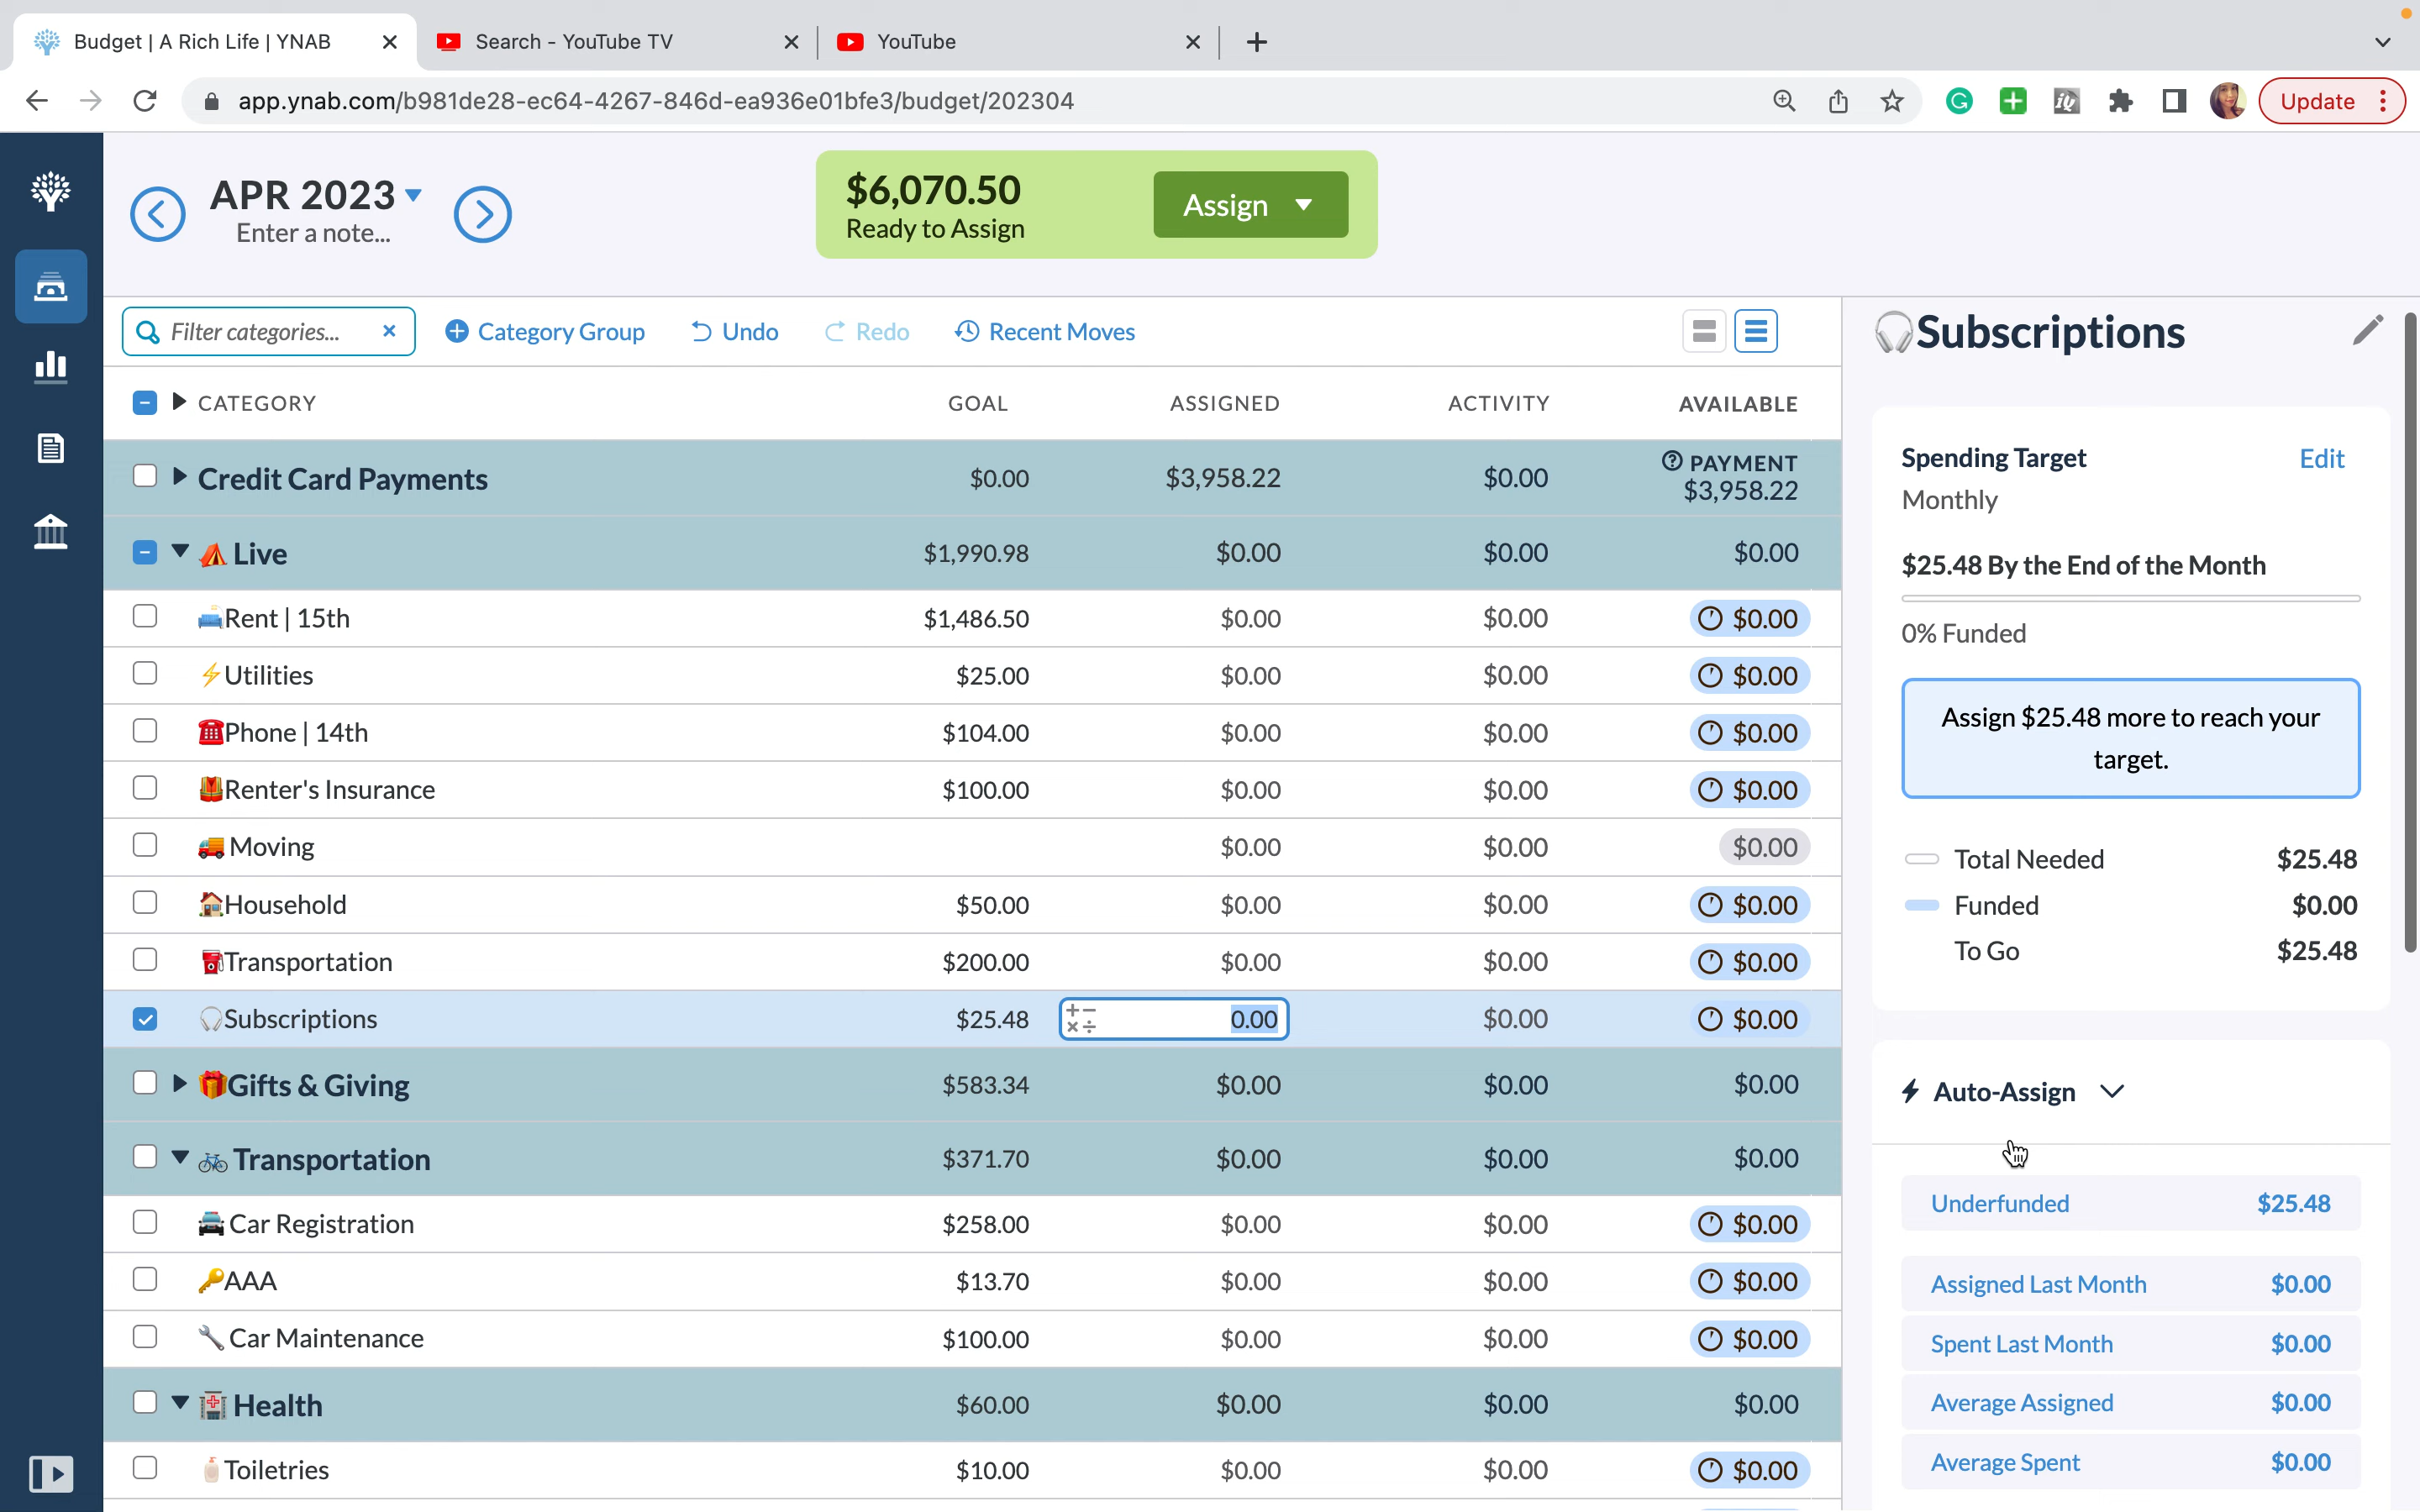 Budget | A Rich Life | YNAB
Search - YouTube TV
YouTube
app.ynab.com/b981de28-ec64-4267-846d-ea936e01bfe3/budget/202304
Update
APR 2023
Enter a note...
$6,070.50
Ready to Assign
Assign
Filter categories...
Category Group
Undo
Redo
Recent Moves
CATEGORY GOAL ASSIGNED ACTIVITY AVAILABLE
Credit Card Payments $0.00 $3,958.22 $0.00 PAYMENT
$3,958.22
Live $1,990.98 $0.00 $0.00 $0.00
Rent | 15th $1,486.50 $0.00 $0.00 $0.00
Utilities $25.00 $0.00 $0.00 $0.00
Phone | 14th $104.00 $0.00 $0.00 $0.00
Renter's Insurance $100.00 $0.00 $0.00 $0.00
Moving $0.00 $0.00 $0.00
Household $50.00 $0.00 $0.00 $0.00
Transportation $200.00 $0.00 $0.00 $0.00
Subscriptions $25.48 0.00 $0.00 $0.00
Gifts & Giving $583.34 $0.00 $0.00 $0.00
Transportation $371.70 $0.00 $0.00 $0.00
Car Registration $258.00 $0.00 $0.00 $0.00
AAA $13.70 $0.00 $0.00 $0.00
Car Maintenance $100.00 $0.00 $0.00 $0.00
Health $60.00 $0.00 $0.00 $0.00
Toiletries $10.00 $0.00 $0.00 $0.00
Subscriptions
Spending Target Edit
Monthly
$25.48 By the End of the Month
0% Funded
Assign $25.48 more to reach your
target.
Total Needed $25.48
Funded $0.00
To Go $25.48
Auto-Assign
Underfunded $25.48
Assigned Last Month $0.00
Spent Last Month $0.00
Average Assigned $0.00
Average Spent $0.00